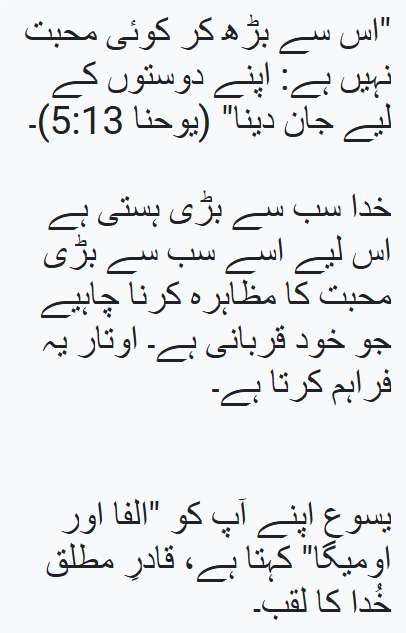 "اس سے بڑھ کر کوئی محبت
نہیں ہے: اپنے دوستوں کے
لیے جان دینا" (یوحنا 5:13)۔
خدا سب سے بڑی ہستی ہے
اس لیے اسے سب سے بڑی
محبت کا مظاہرہ کرنا چاہیے
جو خود قربانی ہے۔ اوتار یہ
فراہم کرتا ہے۔
یسوع اپنے آپ کو "الفا اور
اومیگا" کہتا ہے، قادرِ مطلق
خُدا کا لقب۔